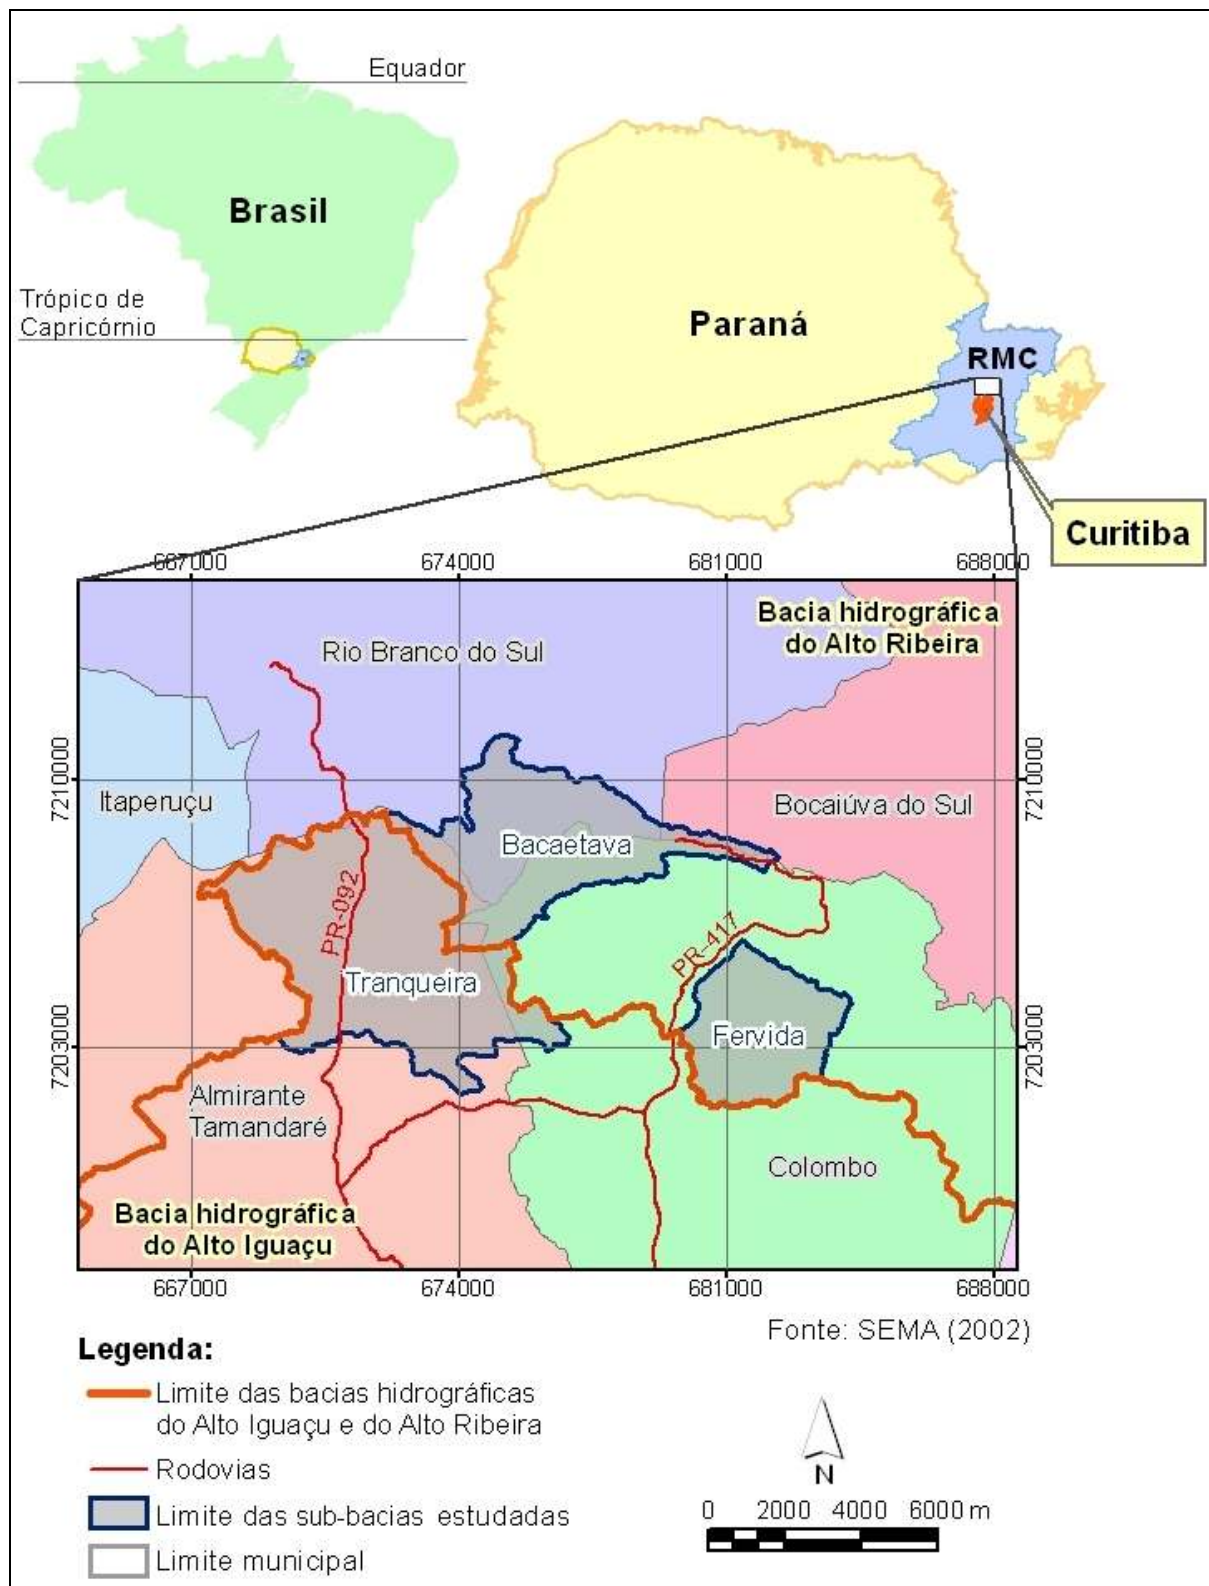 Equador
Brasil
Trópico de
Capricórnio
Paraná
RMC
Curitiba
667000
674000
681000
688000
Bacia hidrográfica
do Alto Ribeira
Rio Branco do Sul
7210000
7210000
Itaperuçu
Bocaiúva do Sul
Bacaetava
PR-092
PR-417
Tranqueira
Fervida
7203000
7203000
Almirante
Tamandaré
Colombo
Bacia hidrográfica
do Alto Iguaçu
667000
674000
681000
688000
Fonte: SEMA (2002)
Legenda:
Limite das bacias hidrográficas
do Alto Iguaçu e do Alto Ribeira
Rodovias
Limite das sub-bacias estudadas
Limite municipal
N
0 2000 4000 6000 m